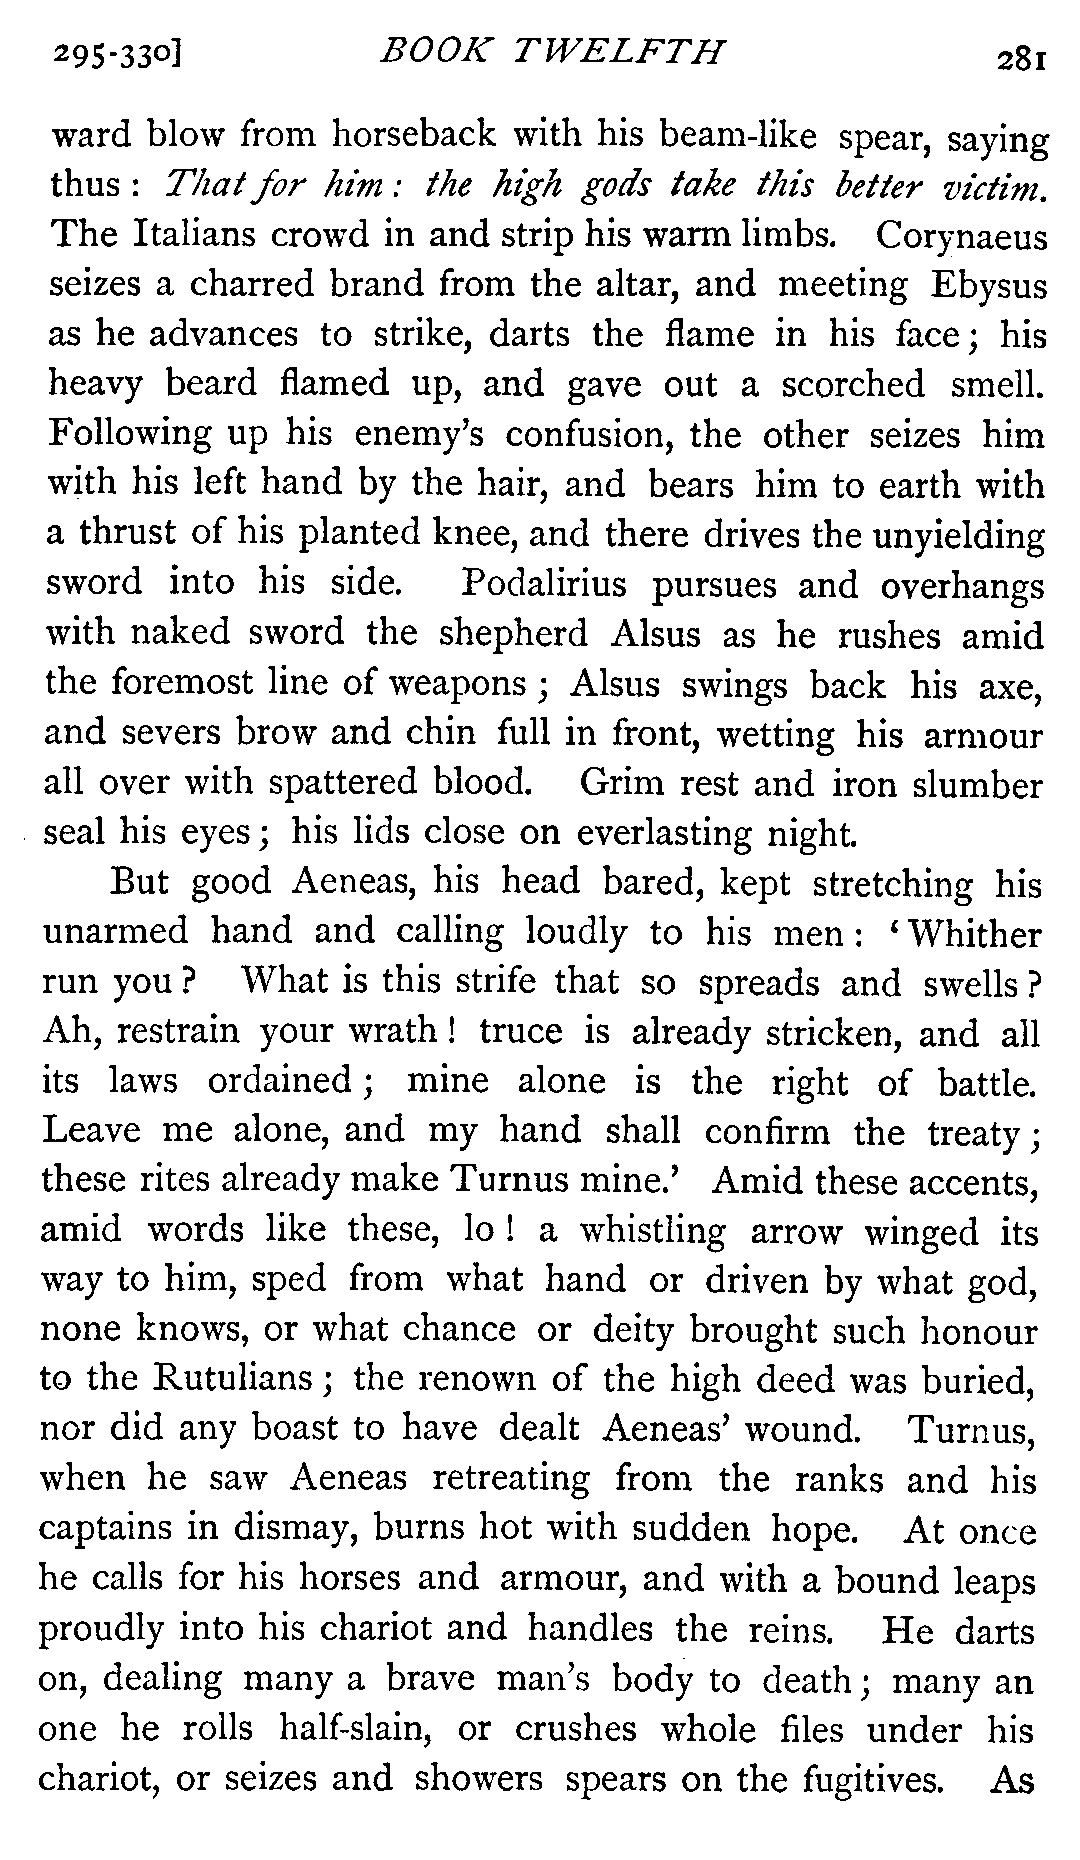 295-330] BOOK TWELFTH 281
ward blow from horseback with his beam-like spear, saying
thus : That for him : the high gods take this better victim.
The Italians crowd in and strip his warm limbs. Corynaeus
seizes a charred brand from the altar, and meeting Ebysus
as he advances to strike, darts the flame in his face ; his
heavy beard flamed up, and gave out a scorched smell.
Following up his enemy's confusion, the other seizes him
with his left hand by the hair, and bears him to earth with
a thrust of his planted knee, and there drives the unyielding
sword into his side. Podalirius pursues and overhangs
with naked sword the shepherd Alsus as he rushes amid
the foremost line of weapons ; Alsus swings back his axe,
and severs brow and chin full in front, wetting his armour
all over with spattered blood. Grim rest and iron slumber
seal his eyes ; his lids close on everlasting night.
But good Aeneas, his head bared, kept stretching his
unarmed hand and calling loudly to his men : ‘ Whither
run you ? What is this strife that so spreads and swells ?
Ah, restrain your wrath ! truce is already stricken, and all
its laws ordained ; mine alone is the right of battle.
Leave me alone, and my hand shall confirm the treaty ;
these rites already make Turnus mine.’ Amid these accents,
amid words like these, lo ! a whistling arrow winged its
way to him, sped from what hand or driven by what god,
none knows, or what chance or deity brought such honour
to the Rutulians ; the renown of the high deed was buried,
nor did any boast to have dealt Aeneas’ wound. Turnus,
when he saw Aeneas retreating from the ranks and his
captains in dismay, burns hot with sudden hope. At once
he calls for his horses and armour, and with a bound leaps
proudly into his chariot and handles the reins. He darts
on, dealing many a brave man's body to death ; many an
one he rolls half-slain, or crushes whole files under his
chariot, or seizes and showers spears on the fugitives. As